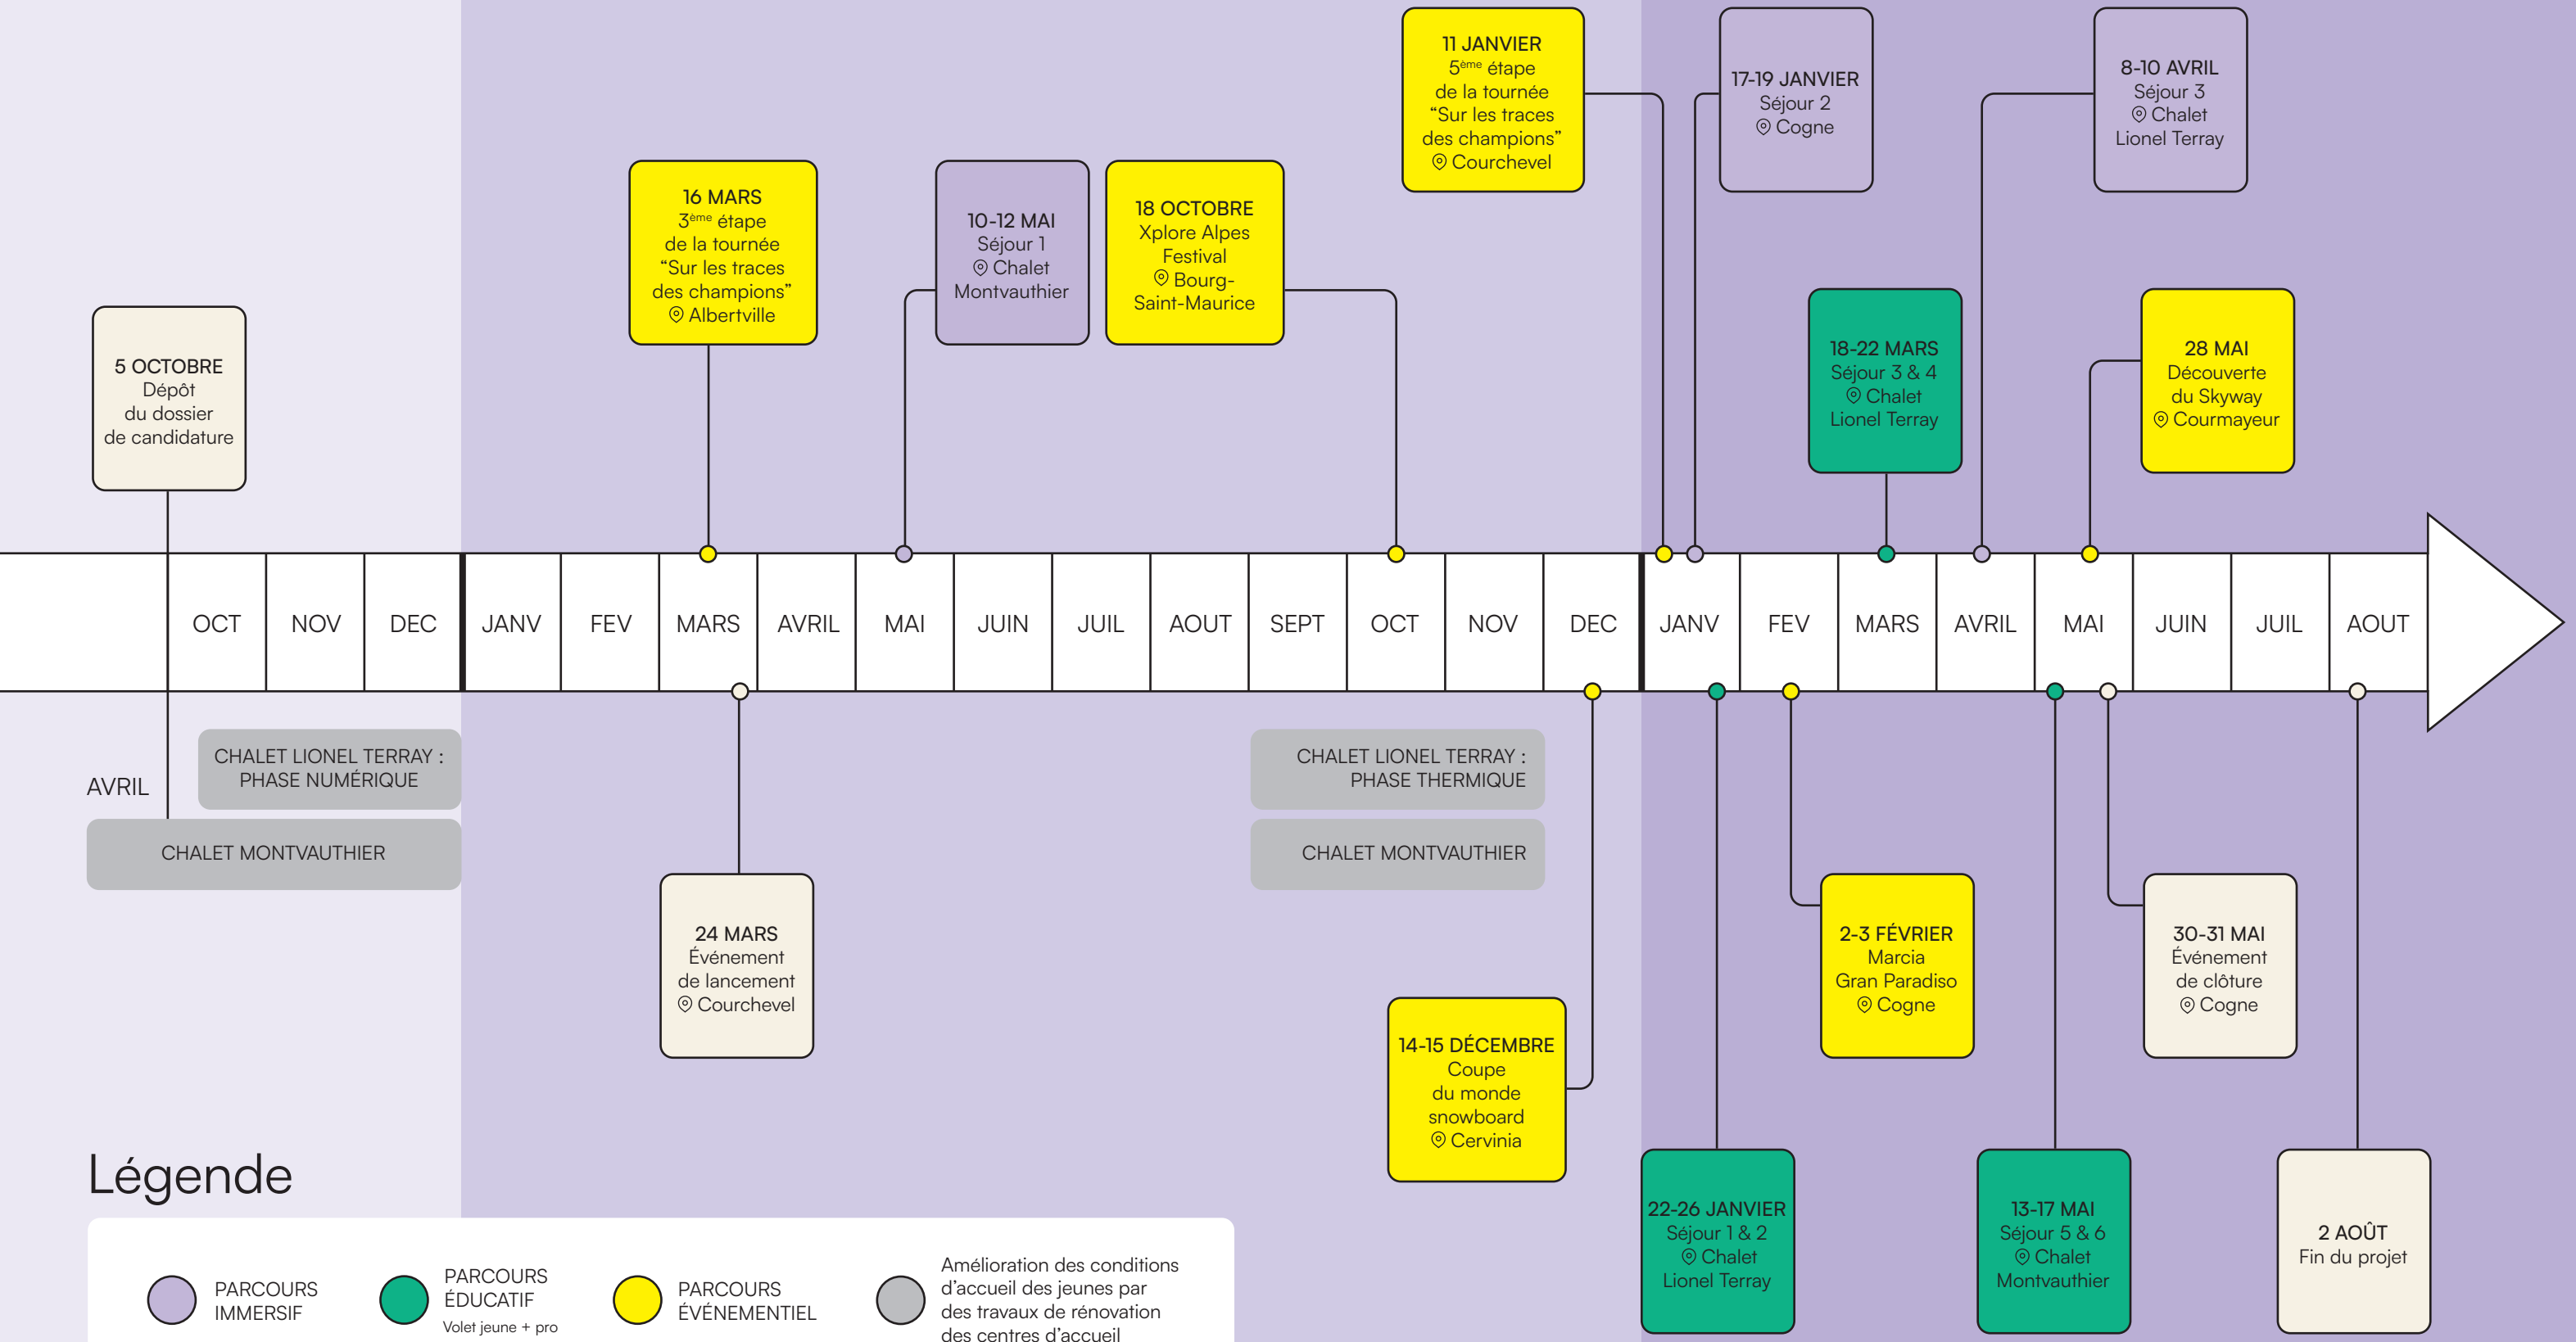 11 JANVIER
5ème étape
de la tournée
“Sur les traces
des champions”
Courchevel
17-19 JANVIER
Séjour 2
Cogne
8-10 AVRIL
Séjour 3
Chalet
Lionel Terray
16 MARS
3ème étape
de la tournée
“Sur les traces
des champions”
Albertville
10-12 MAI
Séjour 1
Chalet
Montvauthier
18 OCTOBRE
Xplore Alpes
Festival
Bourg-
Saint-Maurice
5 OCTOBRE
Dépôt
du dossier
de candidature
18-22 MARS
Séjour 3 & 4
Chalet
Lionel Terray
28 MAI
Découverte
du Skyway
Courmayeur
OCT NOV DEC JANV FEV MARS AVRIL MAI JUIN JUIL AOUT SEPT OCT NOV DEC JANV FEV MARS AVRIL MAI JUIN JUIL AOUT
AVRIL
CHALET LIONEL TERRAY :
PHASE NUMÉRIQUE
CHALET MONTVAUTHIER
CHALET LIONEL TERRAY :
PHASE THERMIQUE
CHALET MONTVAUTHIER
24 MARS
Événement
de lancement
Courchevel
2-3 FÉVRIER
Marcia
Gran Paradiso
Cogne
30-31 MAI
Événement
de clôture
Cogne
14-15 DÉCEMBRE
Coupe
du monde
snowboard
Cervinia
22-26 JANVIER
Séjour 1 & 2
Chalet
Lionel Terray
13-17 MAI
Séjour 5 & 6
Chalet
Montvauthier
2 AOÛT
Fin du projet
Légende
PARCOURS
IMMERSIF
PARCOURS
ÉDUCATIF
Volet jeune + pro
PARCOURS
ÉVÉNEMENTIEL
Amélioration des conditions
d’accueil des jeunes par
des travaux de rénovation
des centres d’accueil